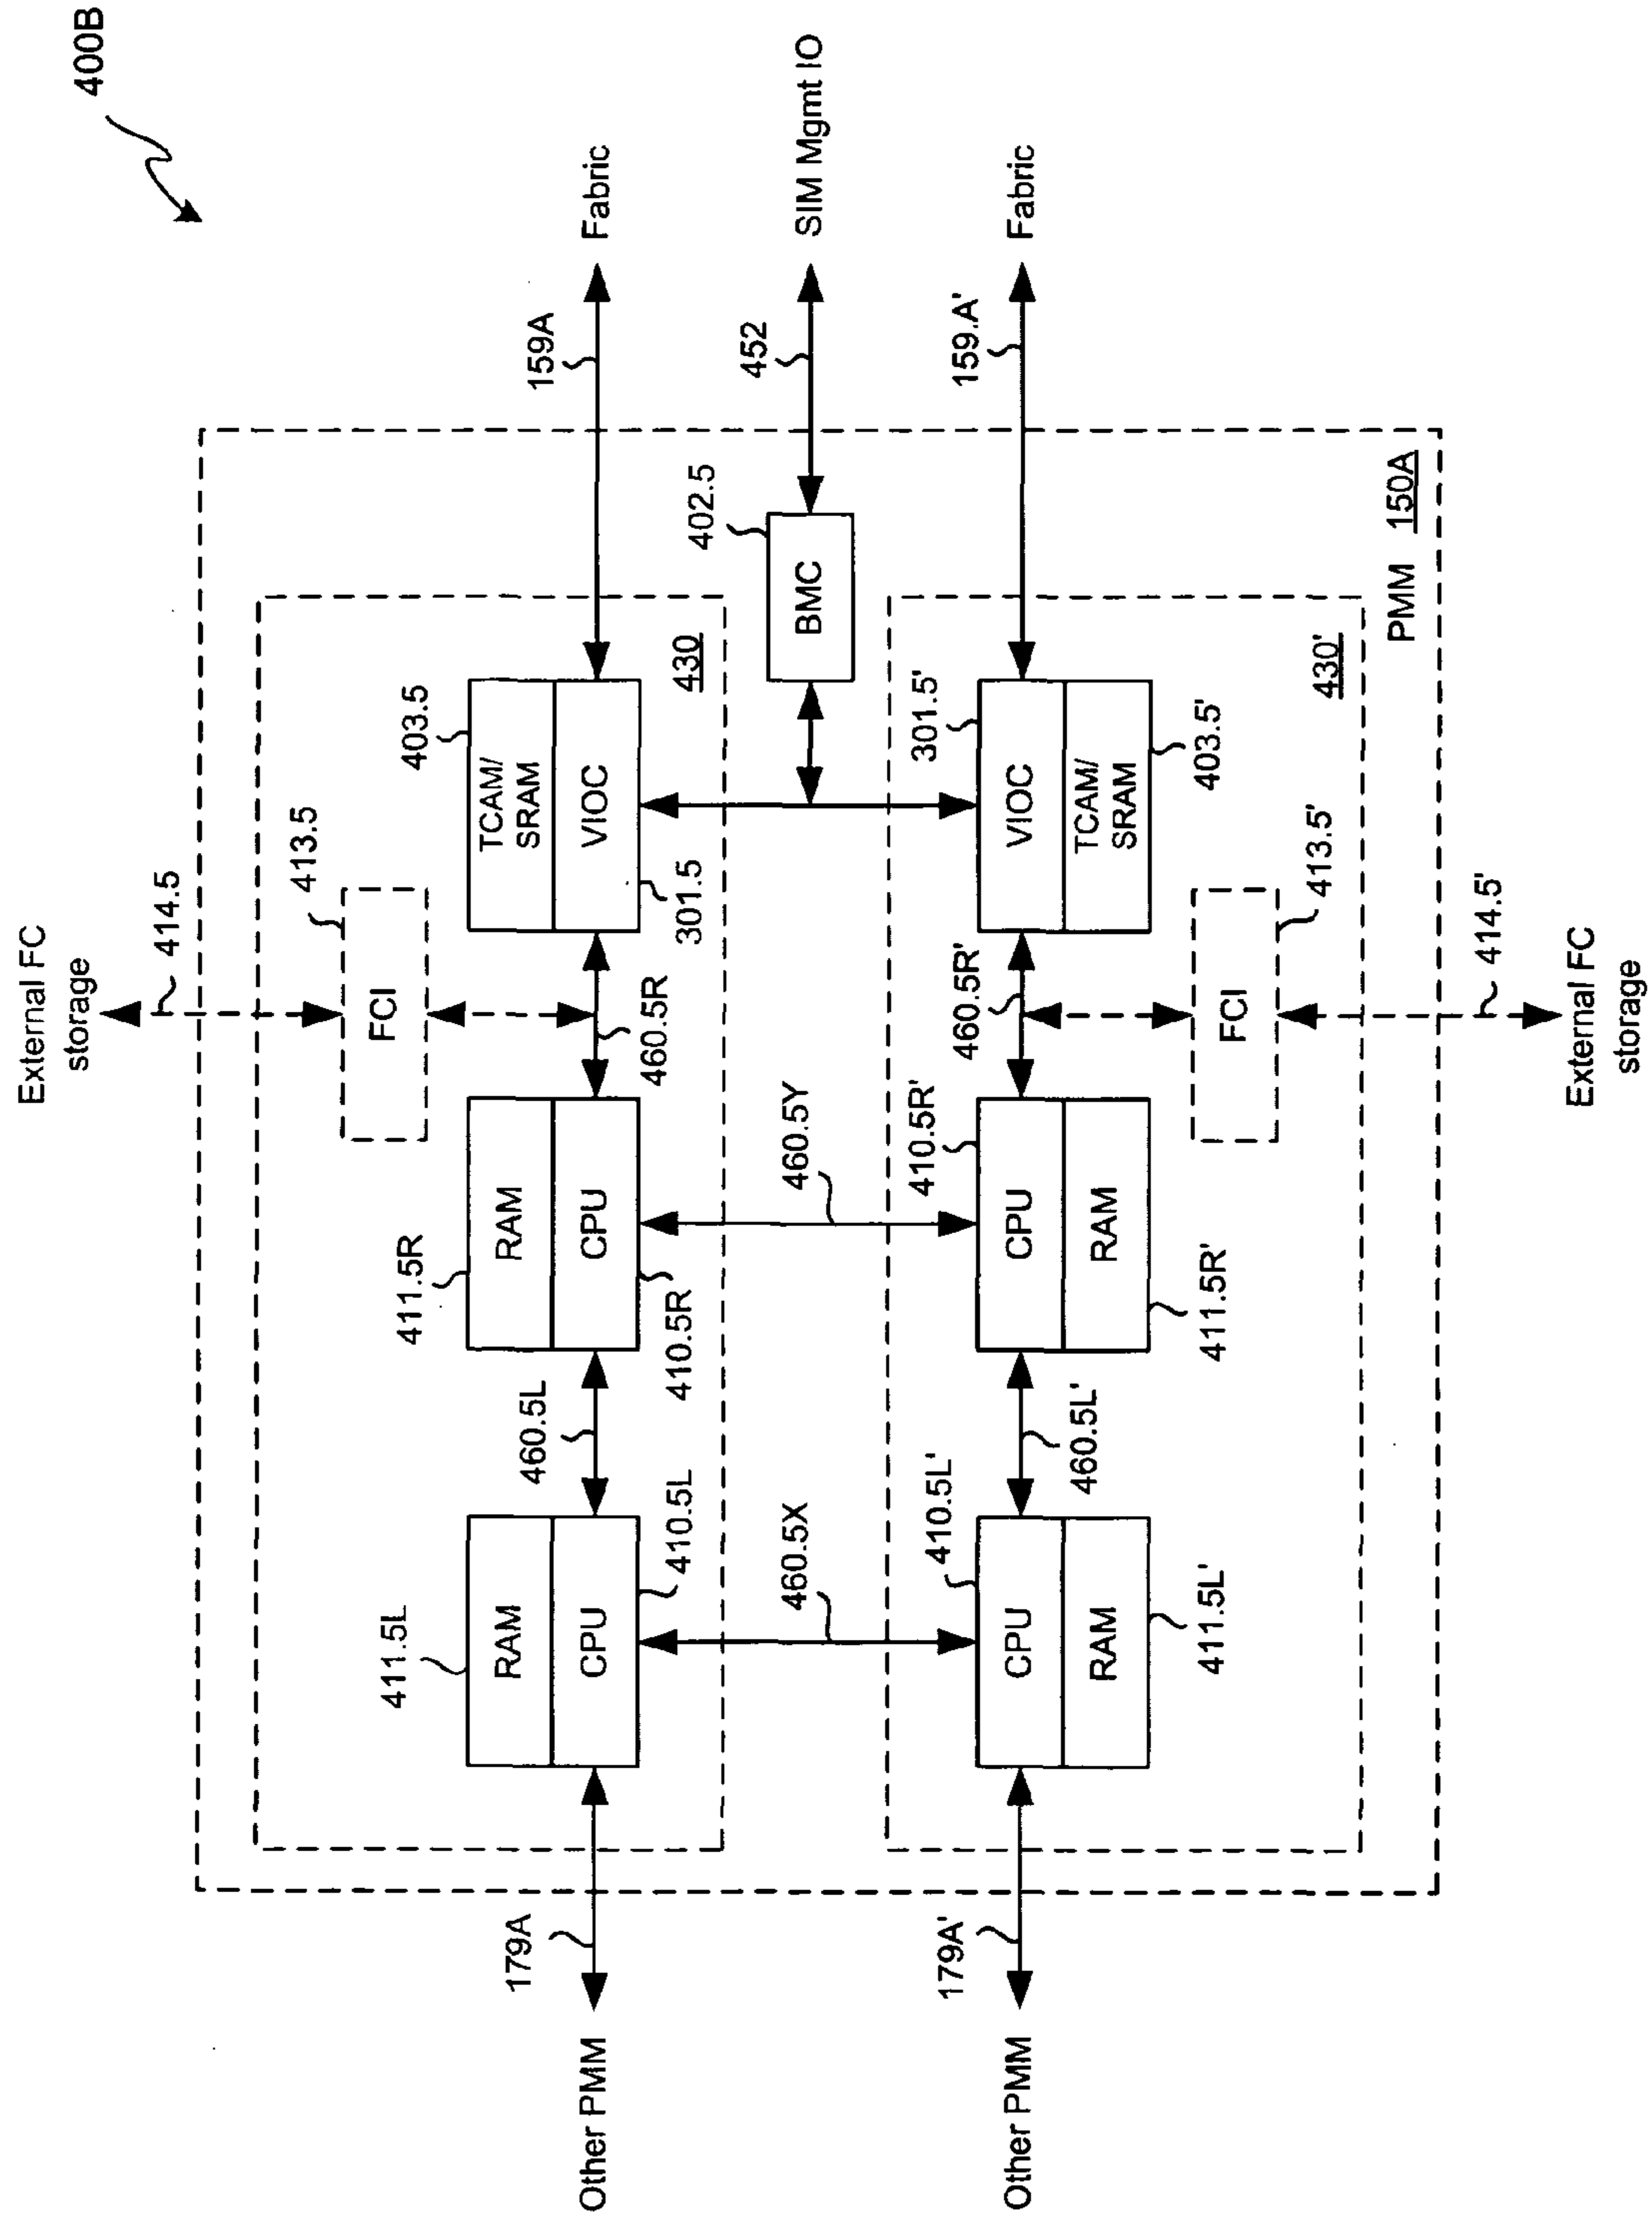 400B
External FC
storage
414.5
413.5
FCI
411.5L
411.5R
403.5
RAM
CPU
RAM
CPU
TCAM/
SRAM
VIOC
Other PMM
179A
460.5L
460.5R
159A
Fabric
410.5L
410.5R
301.5
430
460.5X
460.5Y
BMC
402.5
452
SIM Mgmt IO
410.5L'
410.5R'
460.5R'
301.5'
Other PMM
179A'
CPU
RAM
460.5L'
CPU
RAM
VIOC
TCAM/
SRAM
159.A'
Fabric
411.5L'
411.5R'
403.5'
FCI
413.5'
430'
PMM 150A
414.5'
External FC
storage